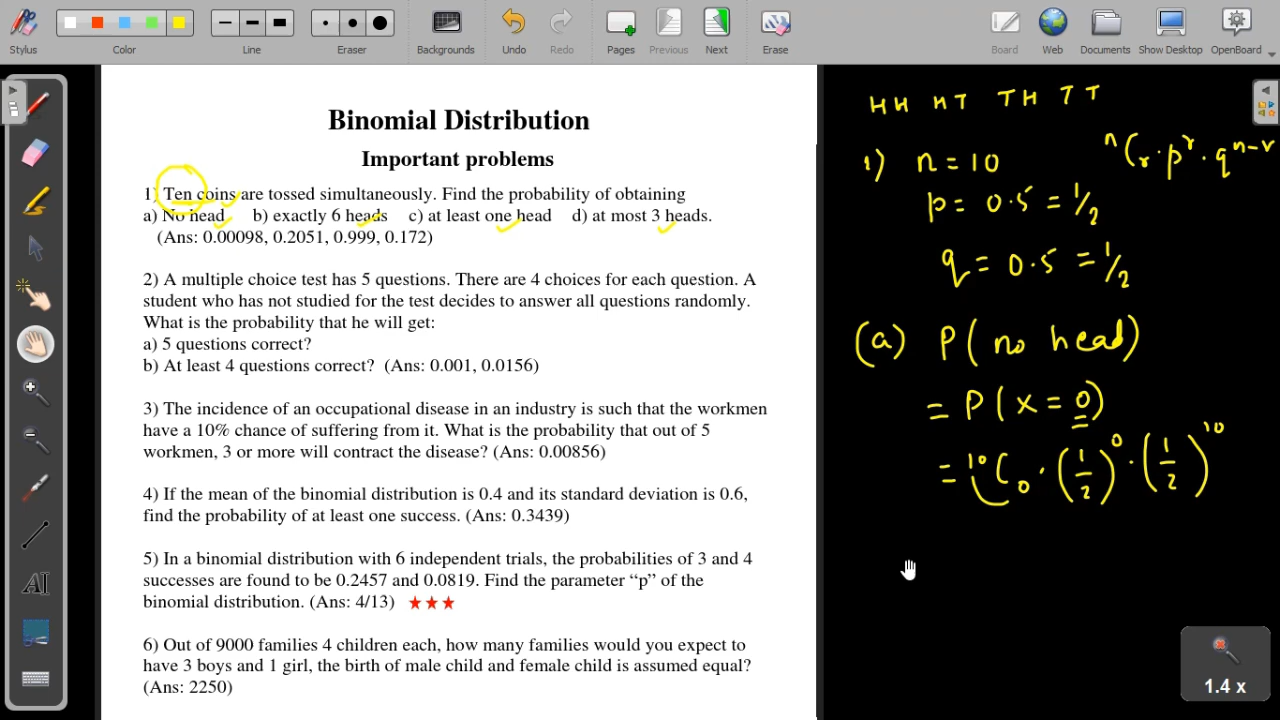 Stylus Color Line Eraser Backgrounds Undo Redo Pages Previous Next Erase Board Web Documents Show Desktop OpenBoard
Binomial Distribution
Important problems
1) Ten coins are tossed simultaneously. Find the probability of obtaining
a) No head b) exactly 6 heads c) at least one head d) at most 3 heads.
(Ans: 0.00098, 0.2051, 0.999, 0.172)
2) A multiple choice test has 5 questions. There are 4 choices for each question. A
student who has not studied for the test decides to answer all questions randomly.
What is the probability that he will get:
a) 5 questions correct?
b) At least 4 questions correct? (Ans: 0.001, 0.0156)
3) The incidence of an occupational disease in an industry is such that the workmen
have a 10% chance of suffering from it. What is the probability that out of 5
workmen, 3 or more will contract the disease? (Ans: 0.00856)
4) If the mean of the binomial distribution is 0.4 and its standard deviation is 0.6,
find the probability of at least one success. (Ans: 0.3439)
5) In a binomial distribution with 6 independent trials, the probabilities of 3 and 4
successes are found to be 0.2457 and 0.0819. Find the parameter “p” of the
binomial distribution. (Ans: 4/13) ★★★
6) Out of 9000 families 4 children each, how many families would you expect to
have 3 boys and 1 girl, the birth of male child and female child is assumed equal?
(Ans: 2250)
HH HT TH TT
1) n = 10 ⁿCᵣ · pʳ · qⁿ⁻ʳ
p = 0.5 = 1/2
q = 0.5 = 1/2
(a) P( no head)
= P( X = 0)
= ¹⁰C₀ · (1/2)⁰ · (1/2)¹⁰
AI
1.4 x